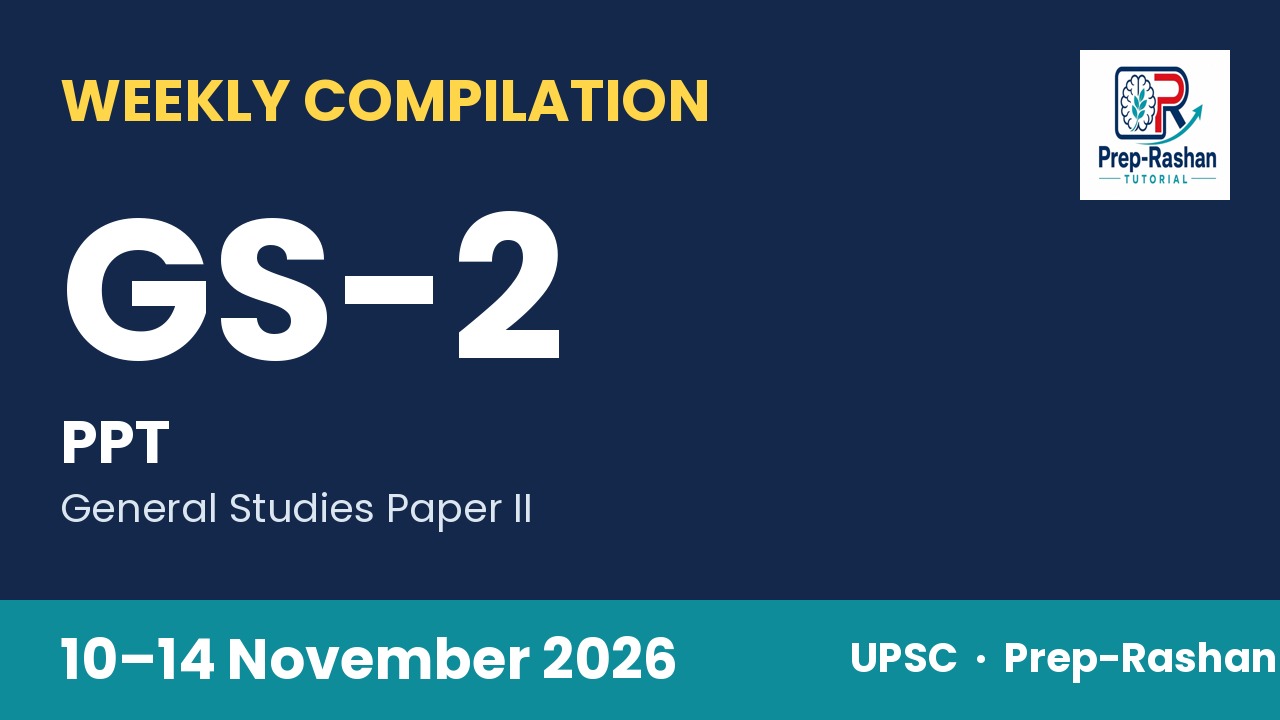 WEEKLY COMPILATION
Prep-Rashan
TUTORIAL
GS-2
PPT
General Studies Paper II
10–14 November 2026
UPSC · Prep-Rashan